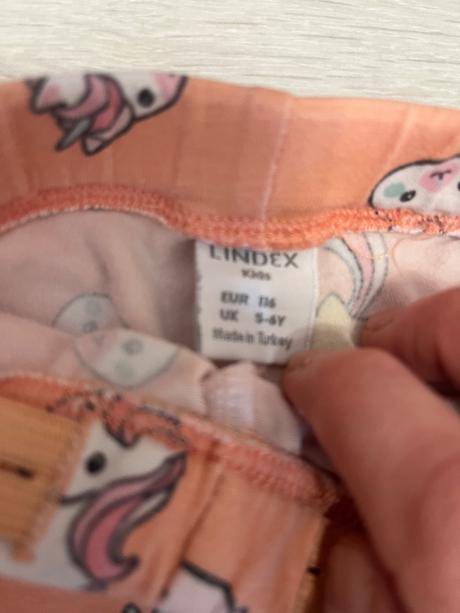 LINDEX
Kids
EUR 116
UK 5-6Y
Made in Turkey